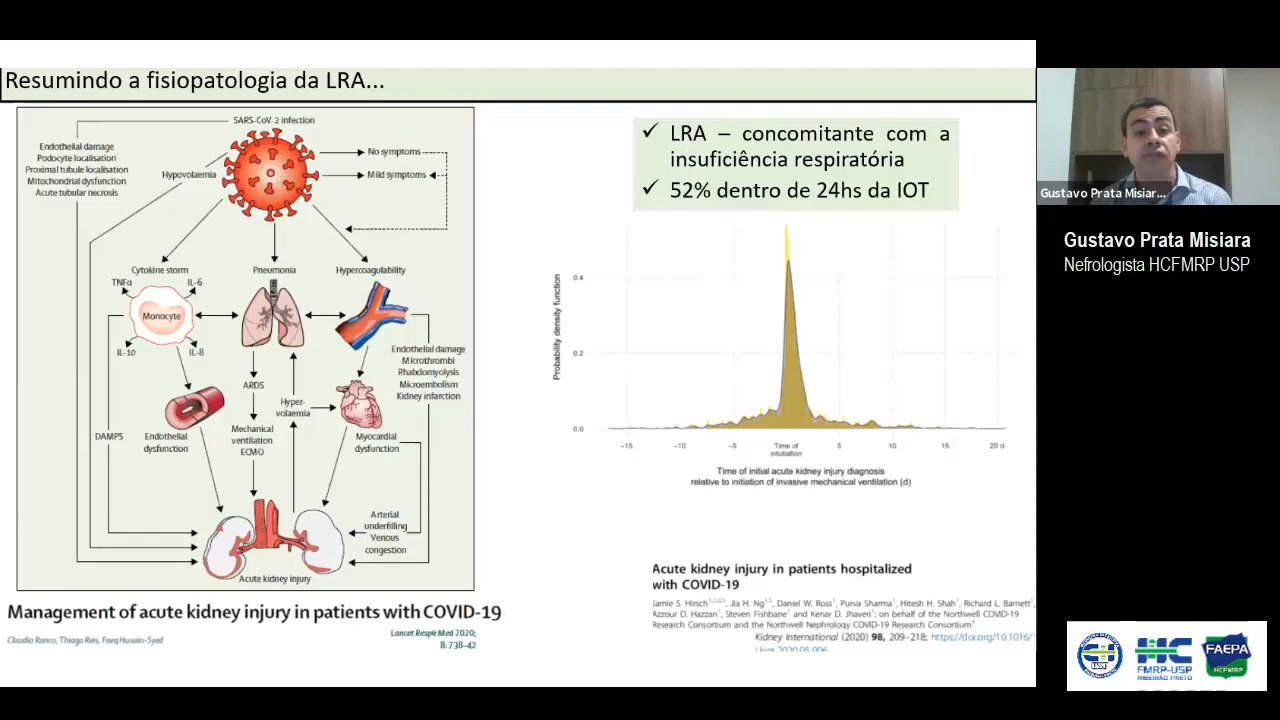 Resumindo a fisiopatologia da LRA...
SARS-CoV-2 infection
Endothelial damage
Podocyte localisation
Proximal tubule localisation
Mitochondrial dysfunction
Acute tubular necrosis
Hypovolaemia
No symptoms
Mild symptoms
Cytokine storm
Pneumonia
Hypercoagulability
TNFα
IL-6
Monocyte
IL-10
IL-8
Endothelial damage
Microthrombi
Rhabdomyolysis
Microembolism
Kidney infarction
ARDS
Hyper-
volaemia
DAMPS
Endothelial
dysfunction
Mechanical
ventilation
ECMO
Myocardial
dysfunction
Arterial
underfilling
Venous
congestion
Acute kidney injury
Management of acute kidney injury in patients with COVID-19
Claudio Ronco, Thiago Reis, Faeq Husain-Syed
Lancet Respir Med 2020;
8: 738-42
✓ LRA – concomitante com a
insuficiência respiratória
✓ 52% dentro de 24hs da IOT
Probability density function
0.4
0.2
0.0
−15
−10
−5
Time of
intubation
5
10
15
20 d
Time of initial acute kidney injury diagnosis
relative to initiation of invasive mechanical ventilation (d)
Acute kidney injury in patients hospitalized
with COVID-19
Jamie S. Hirsch, Jia H. Ng, Daniel W. Ross, Purva Sharma, Hitesh H. Shah, Richard L. Barnett,
Azzour D. Hazzan, Steven Fishbane and Kenar D. Jhaveri; on behalf of the Northwell COVID-19
Research Consortium and the Northwell Nephrology COVID-19 Research Consortium
Kidney International (2020) 98, 209–218; https://doi.org/10.1016/
j.kint.2020.05.006
Gustavo Prata Misiar...
Gustavo Prata Misiara
Nefrologista HCFMRP USP
HC
FMRP-USP
RIBEIRÃO PRETO
FAEPA
HCFMRP